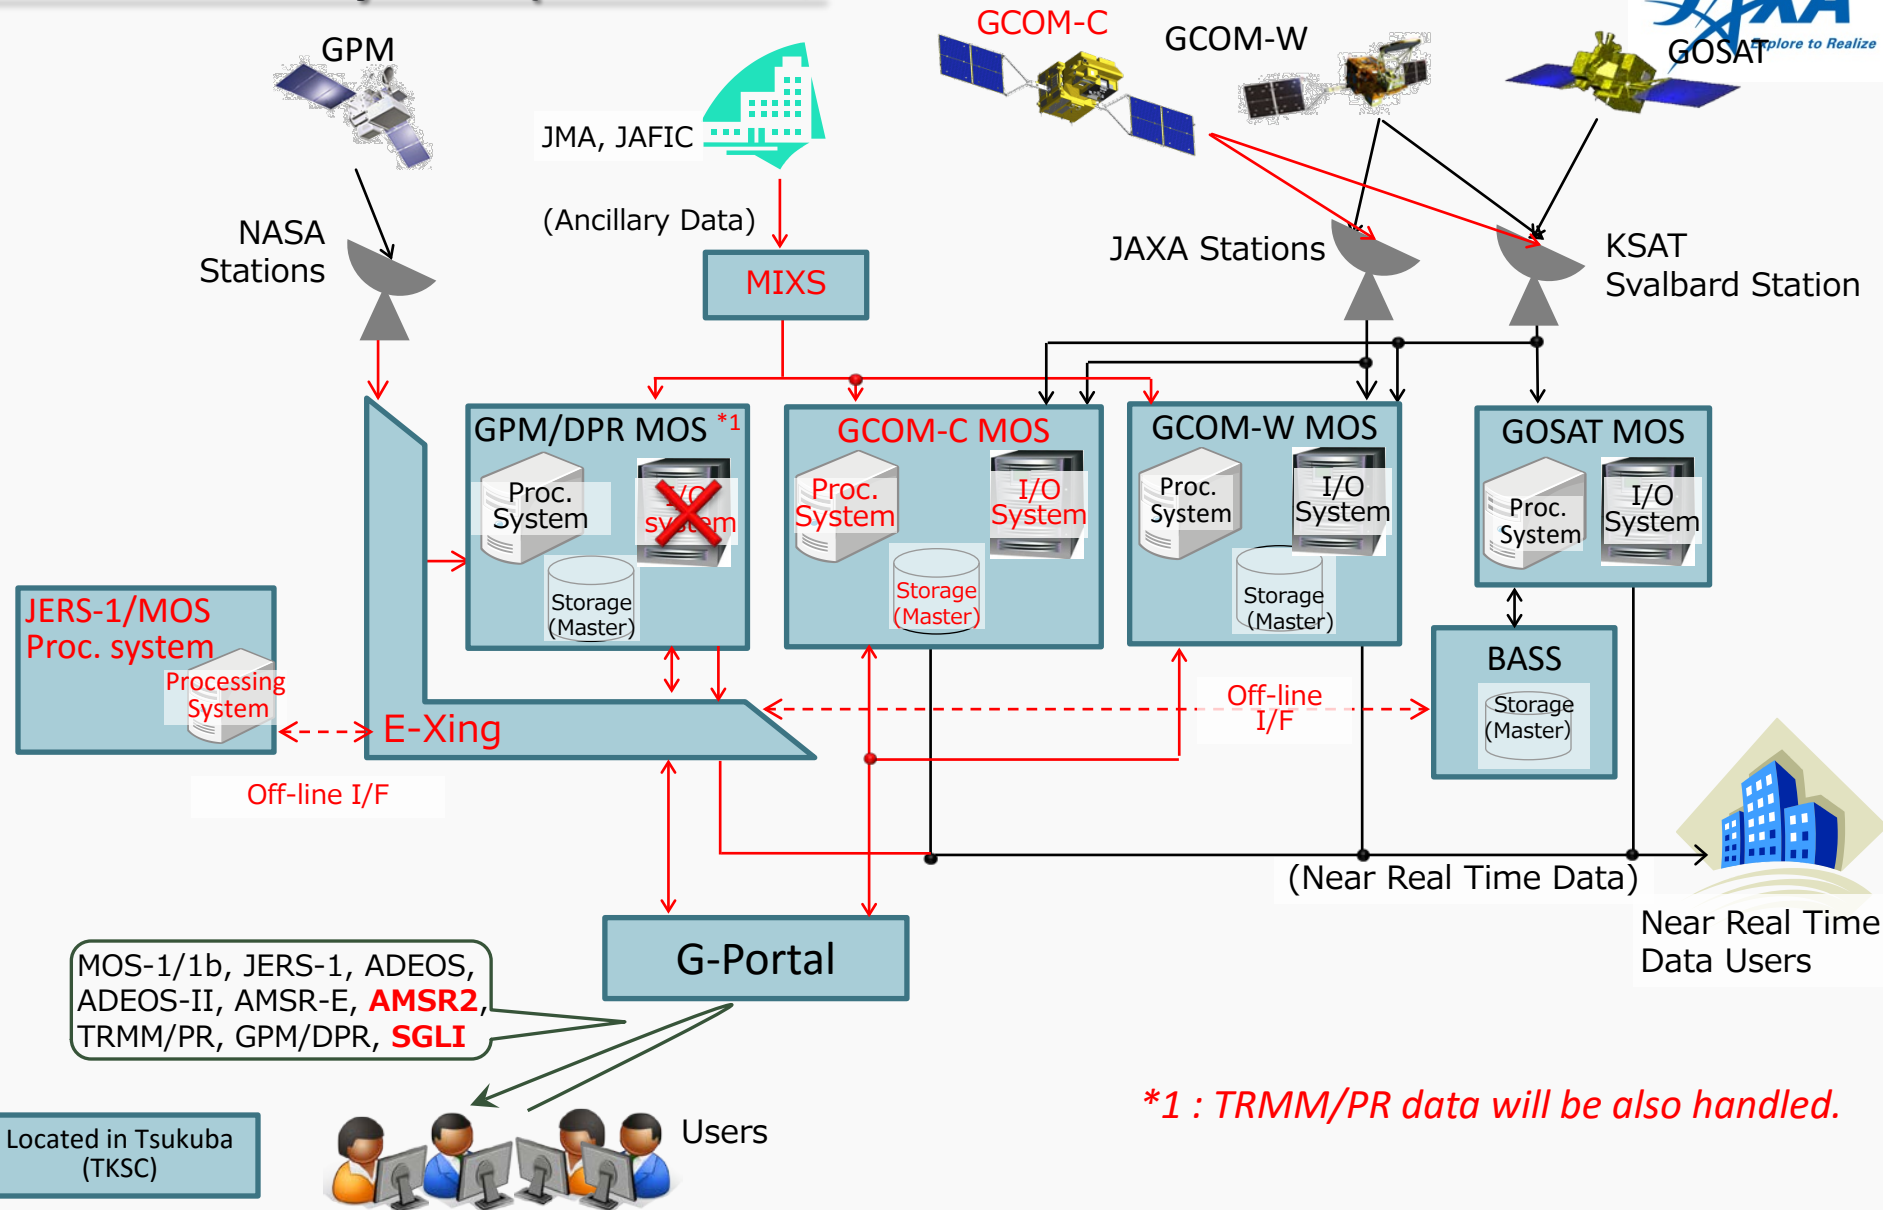 GPM
GCOM-C
GCOM-W
JAXA
Explore to Realize
GOSAT
JMA, JAFIC
(Ancillary Data)
NASA
Stations
JAXA Stations
KSAT
Svalbard Station
MIXS
GPM/DPR MOS *1
Proc.
System
I/O
system
Storage
(Master)
GCOM-C MOS
Proc.
System
I/O
System
Storage
(Master)
GCOM-W MOS
Proc.
System
I/O
System
Storage
(Master)
GOSAT MOS
Proc.
System
I/O
System
JERS-1/MOS
Proc. system
Processing
System
E-Xing
Off-line I/F
Off-line
I/F
BASS
Storage
(Master)
(Near Real Time Data)
Near Real Time
Data Users
G-Portal
MOS-1/1b, JERS-1, ADEOS,
ADEOS-II, AMSR-E, AMSR2,
TRMM/PR, GPM/DPR, SGLI
*1 : TRMM/PR data will be also handled.
Users
Located in Tsukuba
(TKSC)